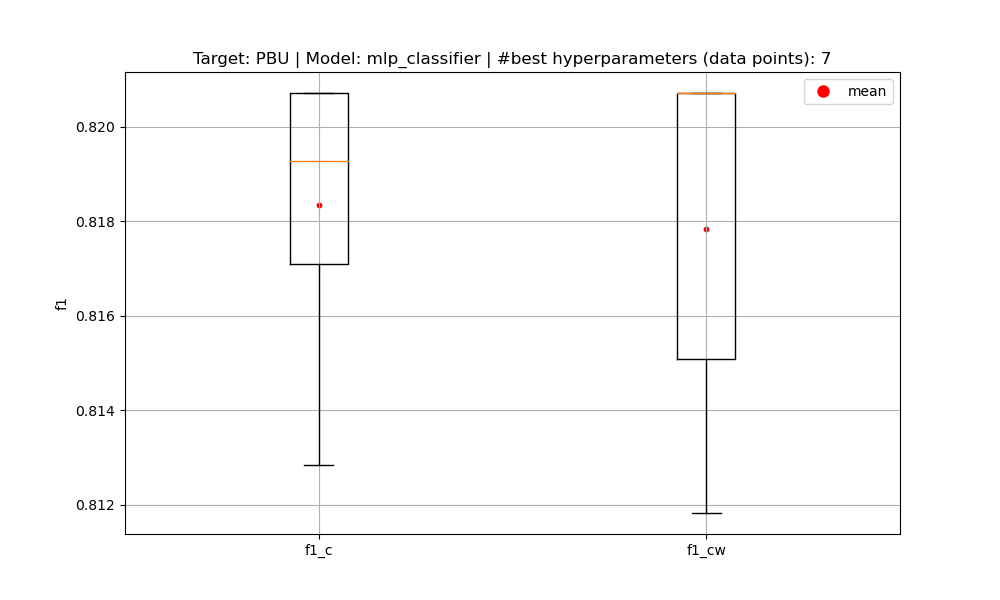 Target: PBU | Model: mlp_classifier | #best hyperparameters (data points): 7
mean
0.820
0.818
0.816
0.814
0.812
f1
f1_c
f1_cw